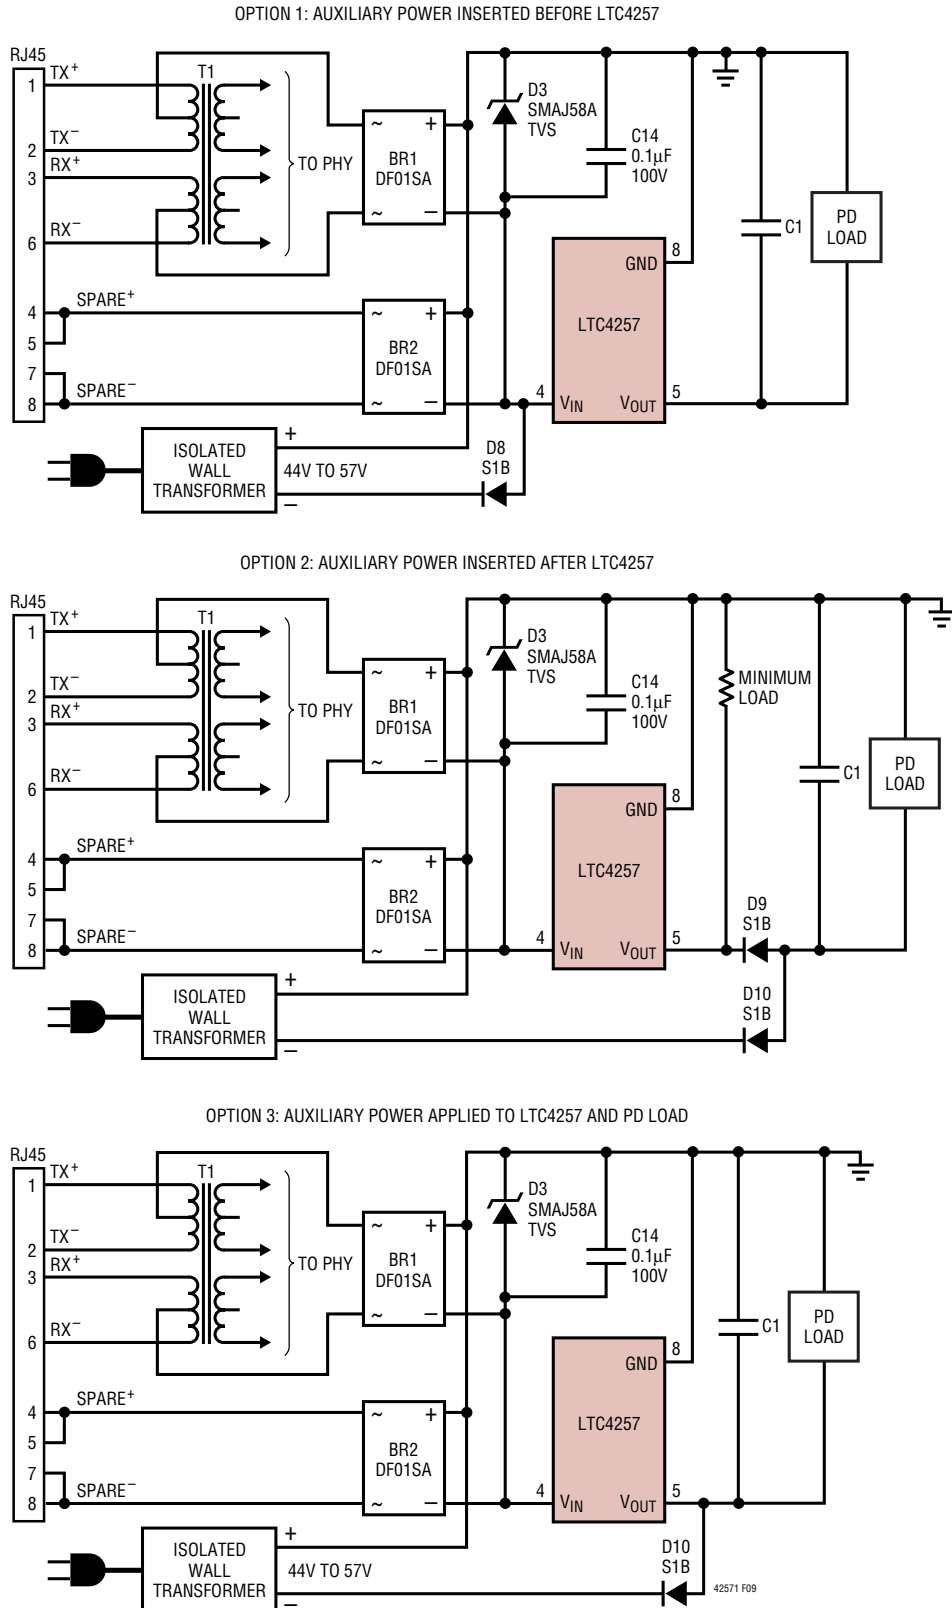 OPTION 1: AUXILIARY POWER INSERTED BEFORE LTC4257
RJ45
1
TX+
2
TX−
3
RX+
6
RX−
T1
TO PHY
4
SPARE+
5
7
8
SPARE−
~
+
BR1
DF01SA
~
−
~
+
BR2
DF01SA
~
−
D3
SMAJ58A
TVS
C14
0.1µF
100V
8
GND
LTC4257
4
VIN
VOUT
5
C1
PD
LOAD
ISOLATED
WALL
TRANSFORMER
+
44V TO 57V
−
D8
S1B
OPTION 2: AUXILIARY POWER INSERTED AFTER LTC4257
RJ45
1
TX+
2
TX−
3
RX+
6
RX−
T1
TO PHY
4
SPARE+
5
7
8
SPARE−
~
+
BR1
DF01SA
~
−
~
+
BR2
DF01SA
~
−
D3
SMAJ58A
TVS
C14
0.1µF
100V
MINIMUM
LOAD
8
GND
LTC4257
4
VIN
VOUT
5
C1
PD
LOAD
D9
S1B
ISOLATED
WALL
TRANSFORMER
+
−
D10
S1B
OPTION 3: AUXILIARY POWER APPLIED TO LTC4257 AND PD LOAD
RJ45
1
TX+
2
TX−
3
RX+
6
RX−
T1
TO PHY
4
SPARE+
5
7
8
SPARE−
~
+
BR1
DF01SA
~
−
~
+
BR2
DF01SA
~
−
D3
SMAJ58A
TVS
C14
0.1µF
100V
8
GND
LTC4257
4
VIN
VOUT
5
C1
PD
LOAD
ISOLATED
WALL
TRANSFORMER
+
44V TO 57V
−
D10
S1B
42571 F09